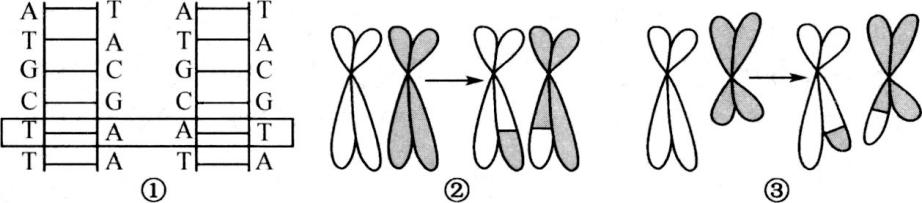 A T A T
T A T A
G C G C
C G C G
T A A T
T A T A
① ② ③